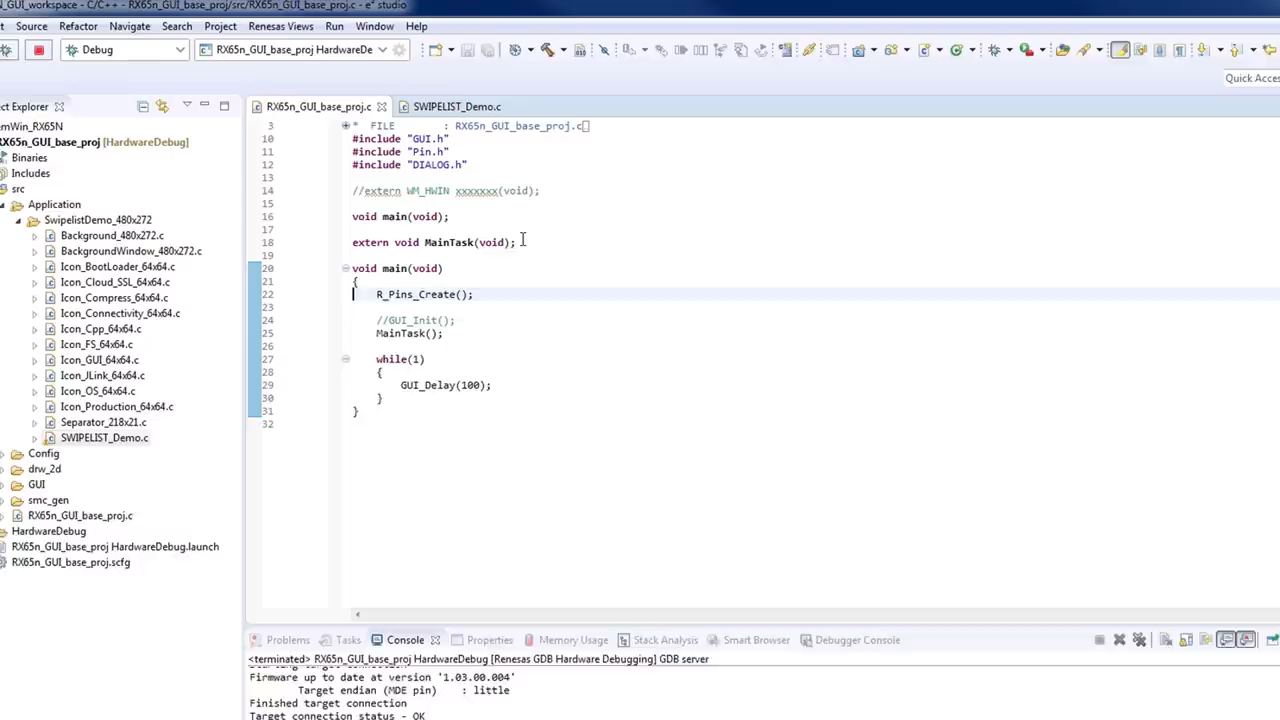 N_GUI_workspace - C/C++ - RX65n_GUI_base_proj/src/RX65n_GUI_base_proj.c - e² studio
t Source Refactor Navigate Search Project Renesas Views Run Window Help
Debug RX65n_GUI_base_proj HardwareDe
Quick Acces
ct Explorer
RX65n_GUI_base_proj.c SWIPELIST_Demo.c
emWin_RX65N
RX65n_GUI_base_proj [HardwareDebug]
Binaries
Includes
src
Application
SwipelistDemo_480x272
Background_480x272.c
BackgroundWindow_480x272.c
Icon_BootLoader_64x64.c
Icon_Cloud_SSL_64x64.c
Icon_Compress_64x64.c
Icon_Connectivity_64x64.c
Icon_Cpp_64x64.c
Icon_FS_64x64.c
Icon_GUI_64x64.c
Icon_JLink_64x64.c
Icon_OS_64x64.c
Icon_Production_64x64.c
Separator_218x21.c
SWIPELIST_Demo.c
Config
drw_2d
GUI
smc_gen
RX65n_GUI_base_proj.c
HardwareDebug
RX65n_GUI_base_proj HardwareDebug.launch
RX65n_GUI_base_proj.scfg
3 * FILE : RX65n_GUI_base_proj.c
10 #include "GUI.h"
11 #include "Pin.h"
12 #include "DIALOG.h"
13
14 //extern WM_HWIN xxxxxxx(void);
15
16 void main(void);
17
18 extern void MainTask(void);
19
20 void main(void)
21 {
22 R_Pins_Create();
23
24 //GUI_Init();
25 MainTask();
26
27 while(1)
28 {
29 GUI_Delay(100);
30 }
31 }
32
Problems Tasks Console Properties Memory Usage Stack Analysis Smart Browser Debugger Console
<terminated> RX65n_GUI_base_proj HardwareDebug [Renesas GDB Hardware Debugging] GDB server
Starting target connection
Firmware up to date at version '1.03.00.004'
Target endian (MDE pin) : little
Finished target connection
Target connection status - OK